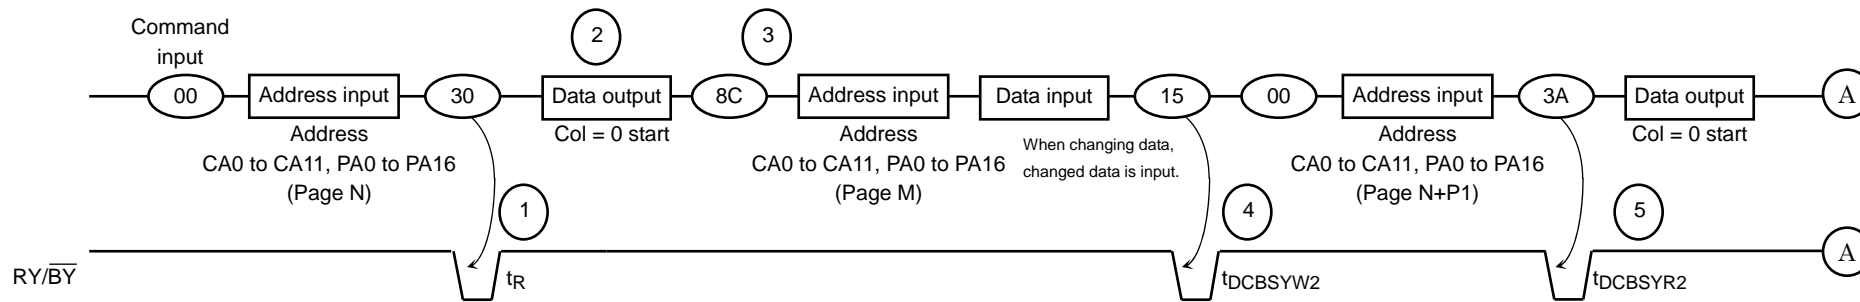 Command
input
2
3
00
Address input
30
Data output
8C
Address input
Data input
15
00
Address input
3A
Data output
A
Address
CA0 to CA11, PA0 to PA16
(Page N)
Col = 0 start
Address
CA0 to CA11, PA0 to PA16
(Page M)
When changing data,
changed data is input.
Address
CA0 to CA11, PA0 to PA16
(Page N+P1)
Col = 0 start
1
4
5
RY/BY
tR
tDCBSYW2
tDCBSYR2
A